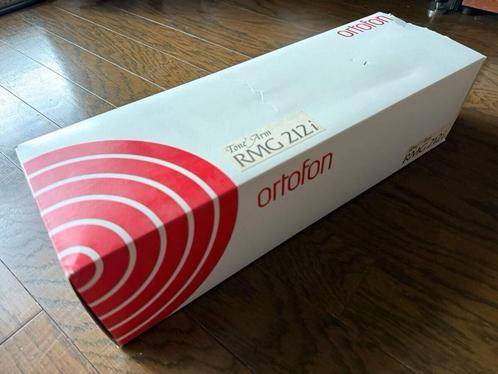 ortofon
Tone Arm
RMG 212i
ortofon
RMG 212i